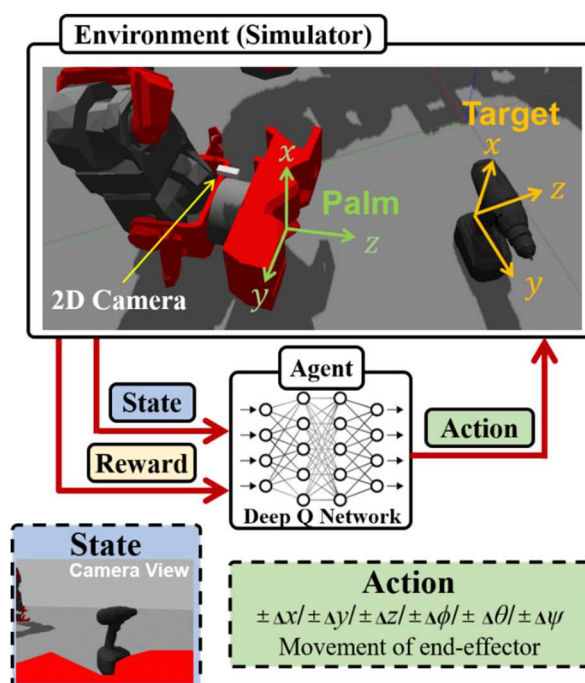 Environment (Simulator)
Target
x
z
y
x
Palm
z
y
2D Camera
Agent
State
Reward
Action
Deep Q Network
State
Camera View
Action
± Δx/ ± Δy/ ± Δz/ ± Δϕ/ ± Δθ/ ± Δψ
Movement of end-effector